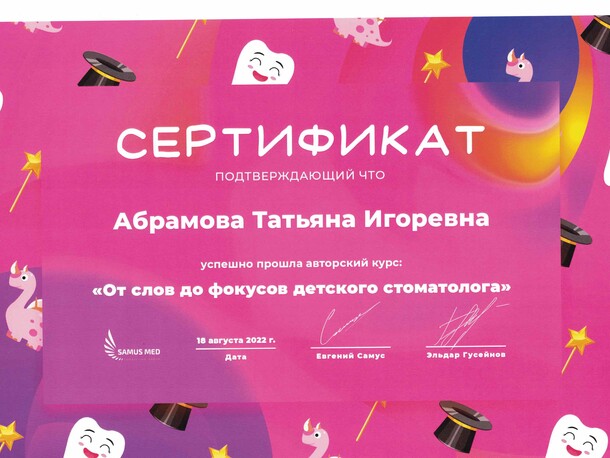 СЕРТИФИКАТ
ПОДТВЕРЖДАЮЩИЙ ЧТО
Абрамова Татьяна Игоревна
успешно прошла авторский курс:
«От слов до фокусов детского стоматолога»
SAMUS MED
18 августа 2022 г.
Дата
Евгений Самус
Эльдар Гусейнов